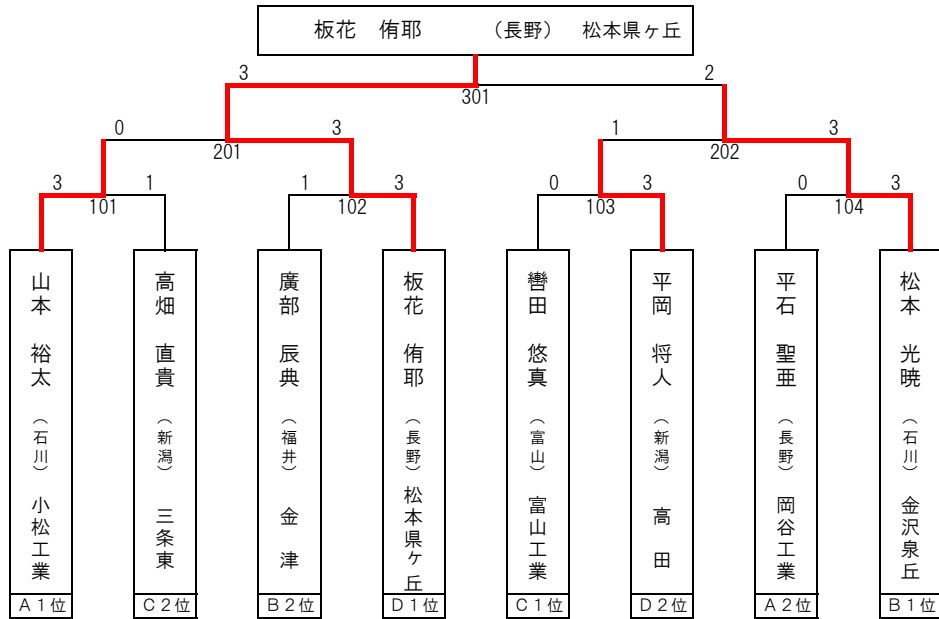 板花 侑耶 （長野） 松本県ヶ丘
3 2
301
0 3 1 3
201 202
3 1 1 3 0 3 0 3
101 102 103 104
山本 裕太 （石川） 小松工業 A1位
高畑 直貴 （新潟） 三条東 C2位
廣部 辰典 （福井） 金津 B2位
板花 侑耶 （長野） 松本県ヶ丘 D1位
轡田 悠真 （富山） 富山工業 C1位
平岡 将人 （新潟） 高田 D2位
平石 聖亜 （長野） 岡谷工業 A2位
松本 光暁 （石川） 金沢泉丘 B1位